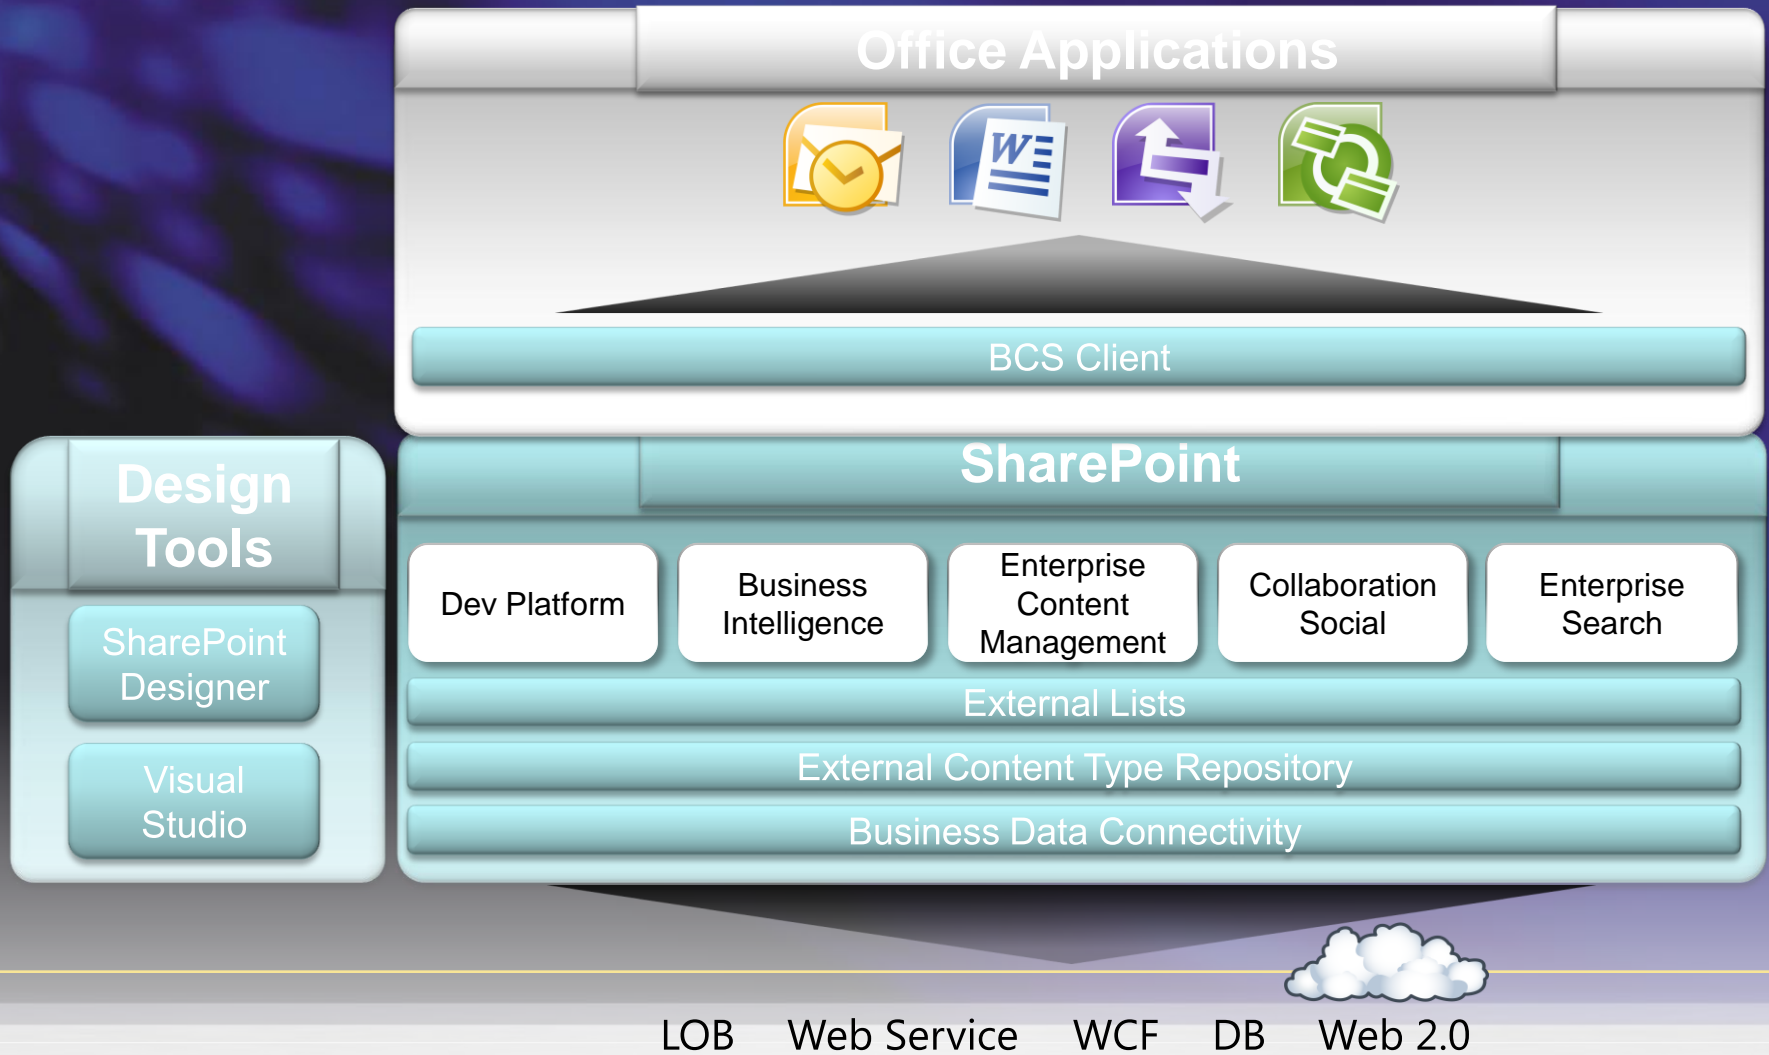 Office Applications
W
BCS Client
Design
Tools
SharePoint
Designer
Visual
Studio
SharePoint
Dev Platform
Business
Intelligence
Enterprise
Content
Management
Collaboration
Social
Enterprise
Search
External Lists
External Content Type Repository
Business Data Connectivity
LOB Web Service WCF DB Web 2.0